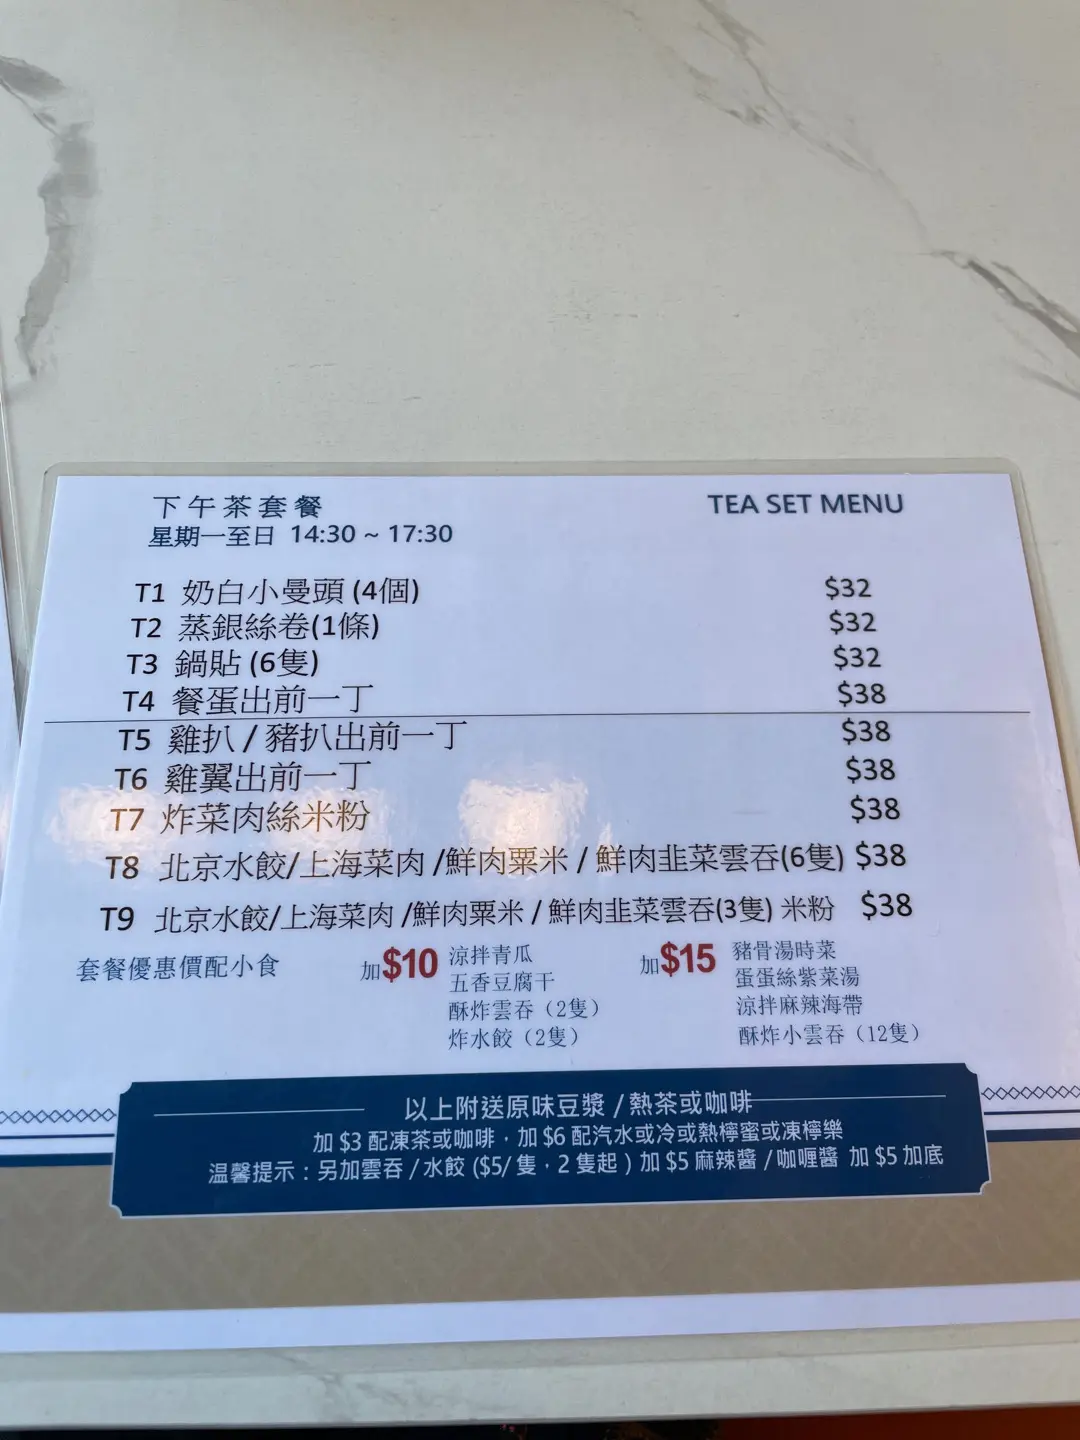 下午茶套餐
TEA SET MENU
星期一至日 14:30 ~ 17:30
T1 奶白小曼頭 (4個) $32
T2 蒸銀絲卷(1條) $32
T3 鍋貼 (6隻) $32
T4 餐蛋出前一丁 $38
T5 雞扒 / 豬扒出前一丁 $38
T6 雞翼出前一丁 $38
T7 炸菜肉絲米粉 $38
T8 北京水餃/上海菜肉 /鮮肉粟米 / 鮮肉韭菜雲吞(6隻) $38
T9 北京水餃/上海菜肉 /鮮肉粟米 / 鮮肉韭菜雲吞(3隻) 米粉 $38
套餐優惠價配小食
加$10
涼拌青瓜
五香豆腐干
酥炸雲吞（2隻）
炸水餃（2隻）
加$15
豬骨湯時菜
蛋蛋絲紫菜湯
涼拌麻辣海帶
酥炸小雲吞（12隻）
以上附送原味豆漿 / 熱茶或咖啡
加 $3 配凍茶或咖啡，加 $6 配汽水或冷或熱檸蜜或凍檸樂
溫馨提示：另加雲吞 / 水餃 ($5/ 隻，2 隻起 ) 加 $5 麻辣醬 / 咖喱醬 加 $5 加底